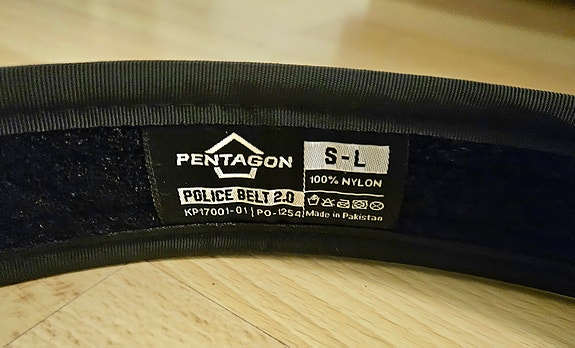 PENTAGON
POLICE BELT 2.0
KP17001-01 | PO-1254
S-L
100% NYLON
Made in Pakistan